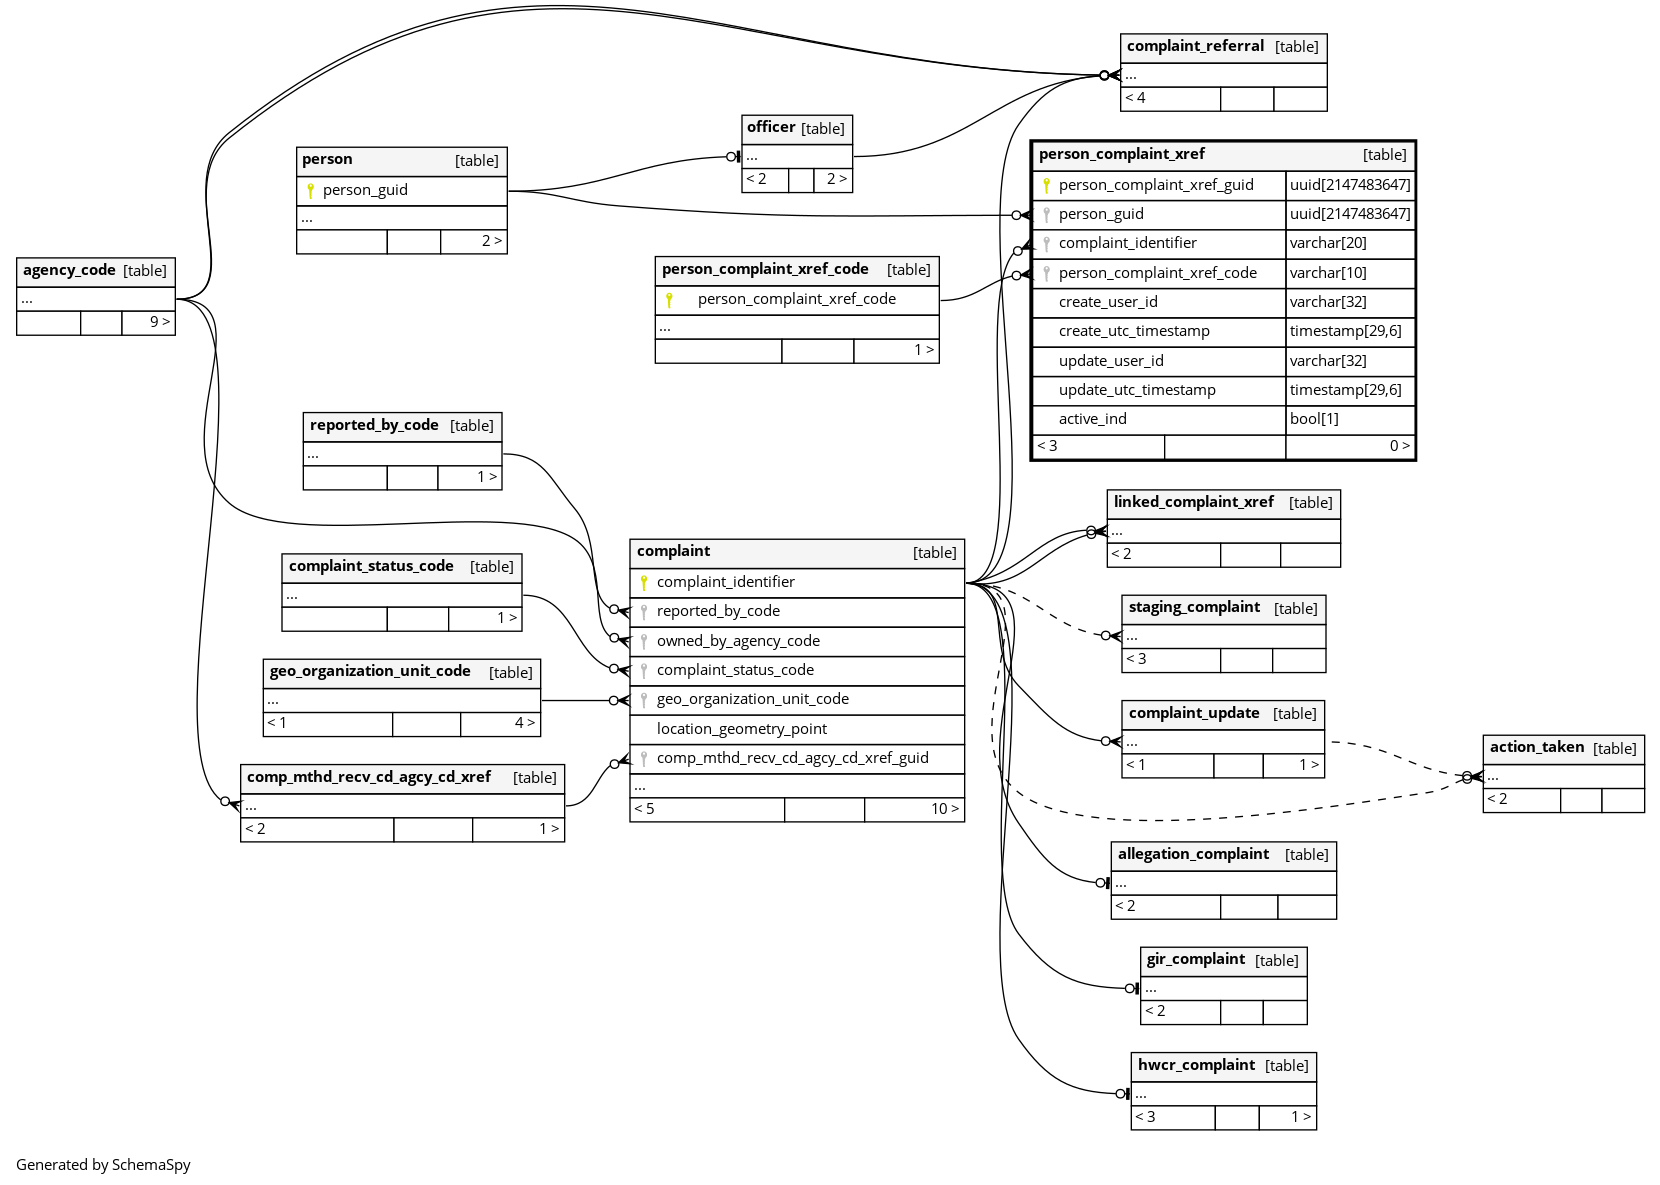 complaint_referral [table]
...
< 4
officer [table]
...
< 2 2 >
person [table]
person_guid
...
2 >
person_complaint_xref [table]
person_complaint_xref_guid uuid[2147483647]
person_guid uuid[2147483647]
complaint_identifier varchar[20]
person_complaint_xref_code varchar[10]
create_user_id varchar[32]
create_utc_timestamp timestamp[29,6]
update_user_id varchar[32]
update_utc_timestamp timestamp[29,6]
active_ind bool[1]
< 3 0 >
agency_code [table]
...
9 >
person_complaint_xref_code [table]
person_complaint_xref_code
...
1 >
reported_by_code [table]
...
1 >
linked_complaint_xref [table]
...
< 2
complaint [table]
complaint_identifier
reported_by_code
owned_by_agency_code
complaint_status_code
geo_organization_unit_code
location_geometry_point
comp_mthd_recv_cd_agcy_cd_xref_guid
...
< 5 10 >
complaint_status_code [table]
...
1 >
staging_complaint [table]
...
< 3
geo_organization_unit_code [table]
...
< 1 4 >
complaint_update [table]
...
< 1 1 >
action_taken [table]
...
< 2
comp_mthd_recv_cd_agcy_cd_xref [table]
...
< 2 1 >
allegation_complaint [table]
...
< 2
gir_complaint [table]
...
< 2
hwcr_complaint [table]
...
< 3 1 >
Generated by SchemaSpy